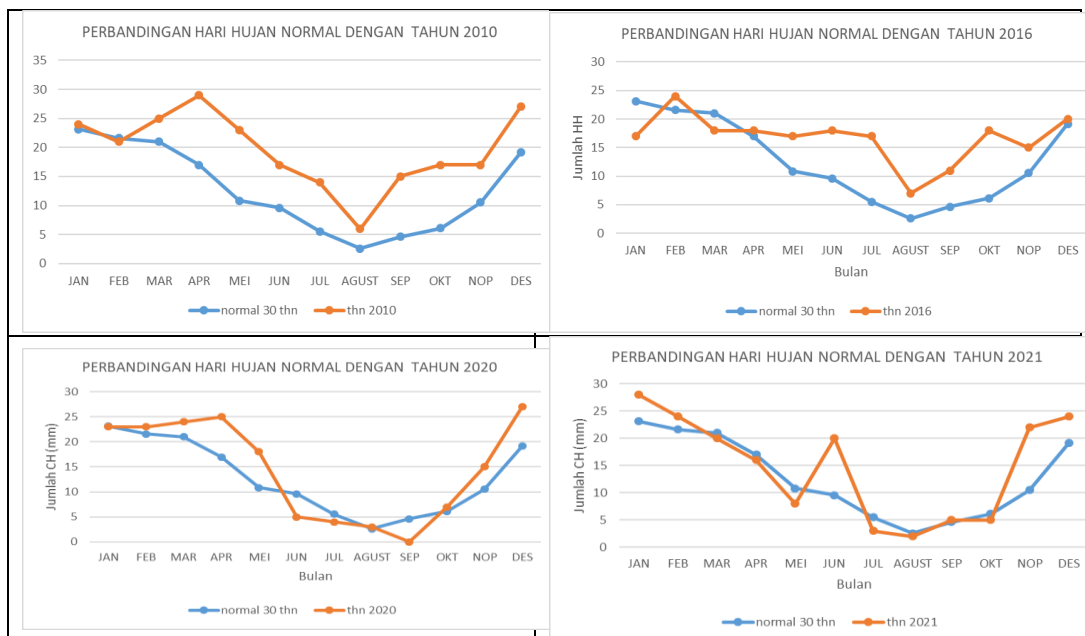 PERBANDINGAN HARI HUJAN NORMAL DENGAN TAHUN 2010
35
30
25
20
15
10
5
0
JAN FEB MAR APR MEI JUN JUL AGUST SEP OKT NOP DES
normal 30 thn thn 2010
PERBANDINGAN HARI HUJAN NORMAL DENGAN TAHUN 2016
Jumlah HH
30
25
20
15
10
5
0
JAN FEB MAR APR MEI JUN JUL AGUST SEP OKT NOP DES
Bulan
normal 30 thn thn 2016
PERBANDINGAN HARI HUJAN NORMAL DENGAN TAHUN 2020
Jumlah CH (mm)
30
25
20
15
10
5
0
JAN FEB MAR APR MEI JUN JUL AGUST SEP OKT NOP DES
Bulan
normal 30 thn thn 2020
PERBANDINGAN HARI HUJAN NORMAL DENGAN TAHUN 2021
Jumlah CH (mm)
30
25
20
15
10
5
0
JAN FEB MAR APR MEI JUN JUL AGUST SEP OKT NOP DES
Bulan
normal 30 thn thn 2021